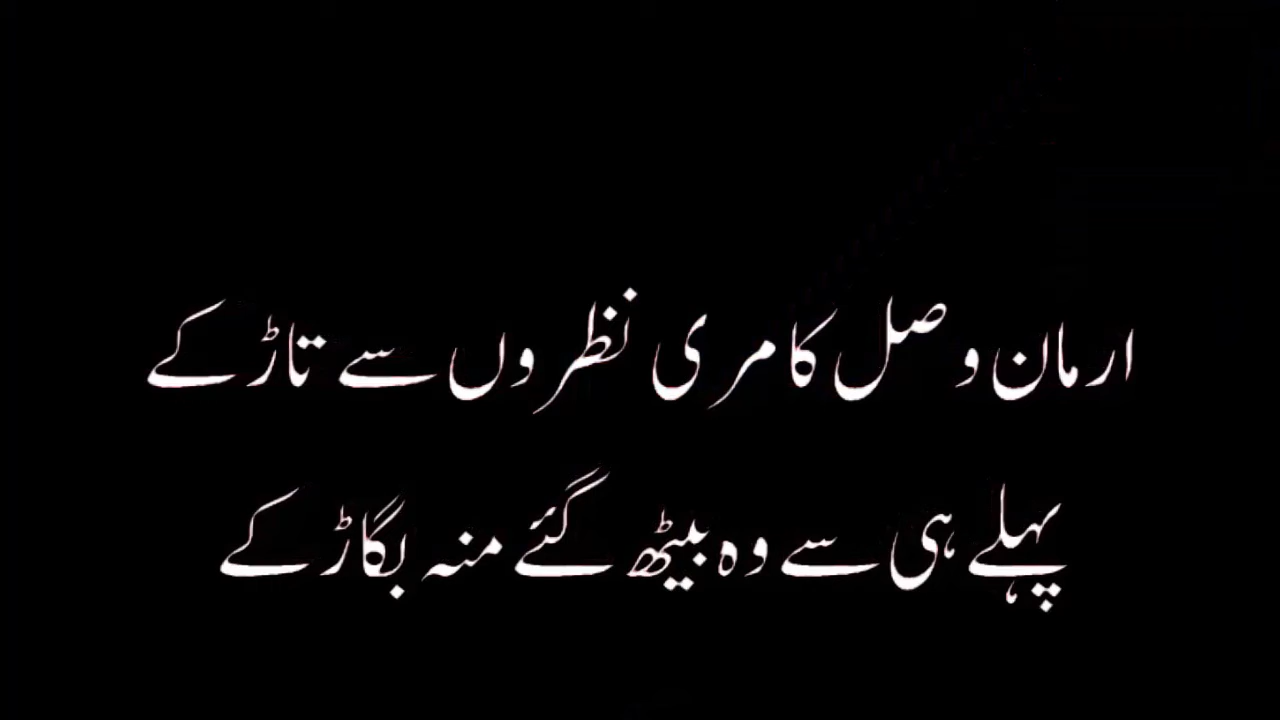 ارمان وصل کا مری نظروں سے تاڑ کے
پہلے ہی سے وہ بیٹھ گئے منہ بگاڑ کے